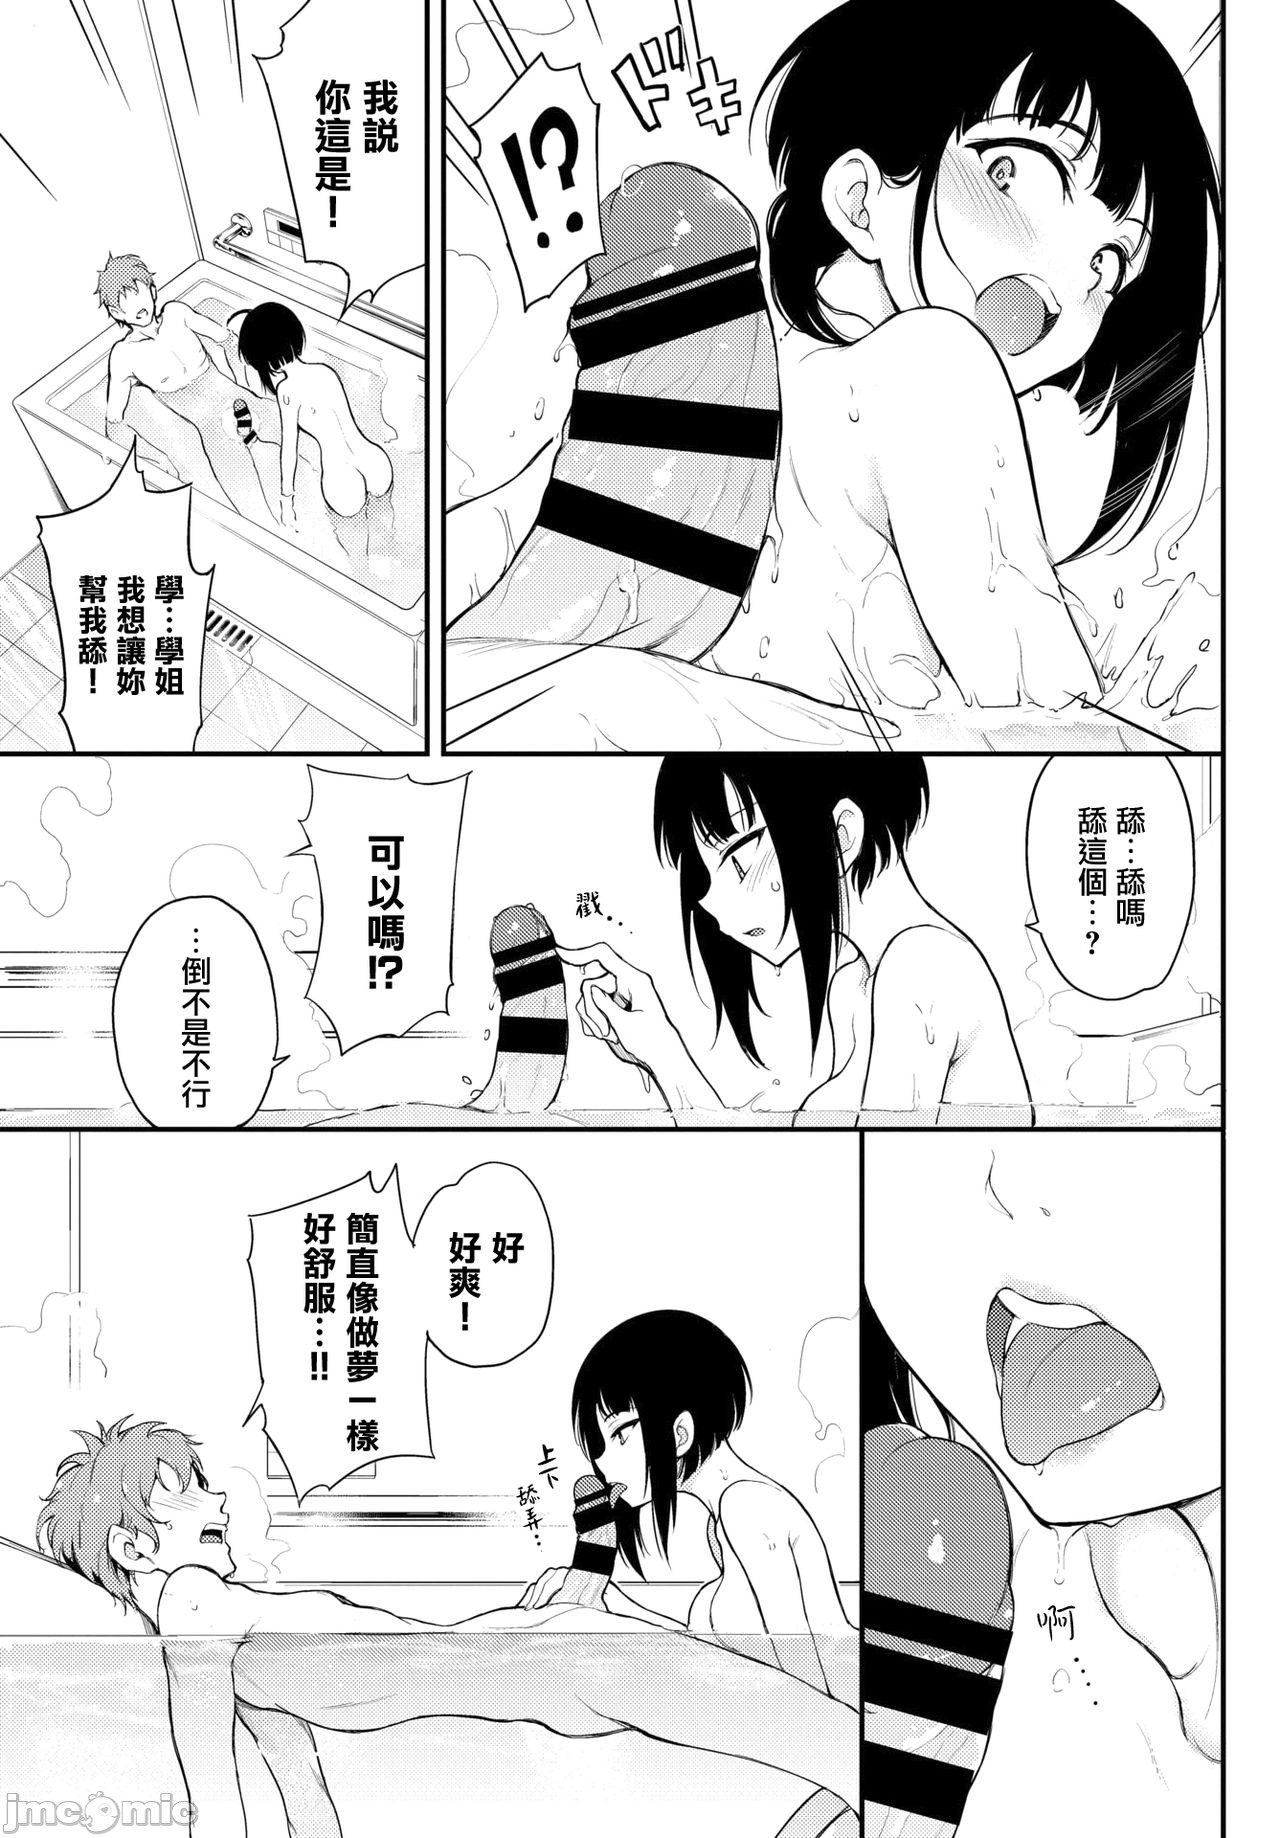 ドキ
!?
我説
你這是！
學…學姐
我想讓妳
幫我舔！
舔…舔嗎
舔這個…?
戳…
可以嗎!?
…倒不是不行
啊……
好
好爽！
簡直像做夢一樣
好舒服…!!
上下
舔弄…
jmcomic